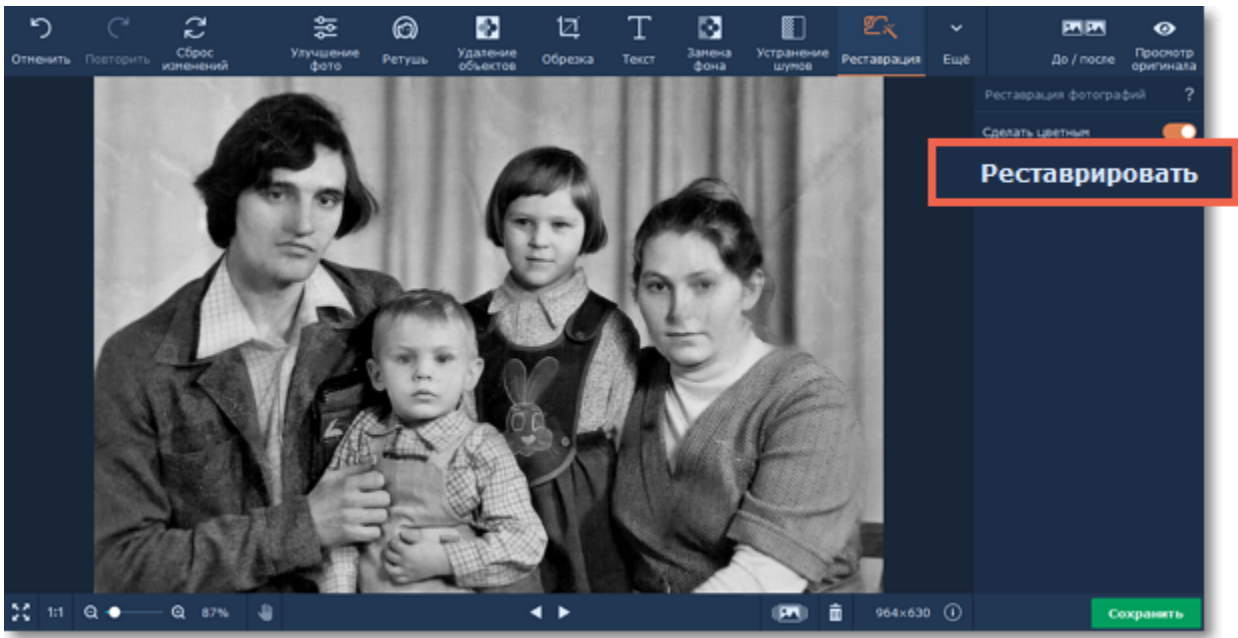 Отменить
Повторить
Сброс
изменений
Улучшение
фото
Ретушь
Удаление
объектов
Обрезка
Текст
Замена
фона
Устранение
шумов
Реставрация
Ещё
До / после
Просмотр
оригинала
Реставрация фотографий ?
Сделать цветным
Реставрировать
1:1
87%
964×630
Сохранить